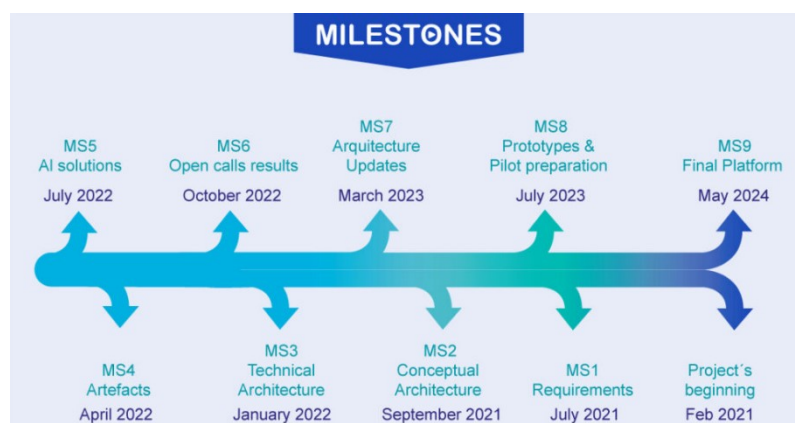 MILESTONES
MS5
AI solutions
July 2022
MS6
Open calls results
October 2022
MS7
Arquitecture
Updates
March 2023
MS8
Prototypes &
Pilot preparation
July 2023
MS9
Final Platform
May 2024
MS4
Artefacts
April 2022
MS3
Technical
Architecture
January 2022
MS2
Conceptual
Architecture
September 2021
MS1
Requirements
July 2021
Project´s
beginning
Feb 2021